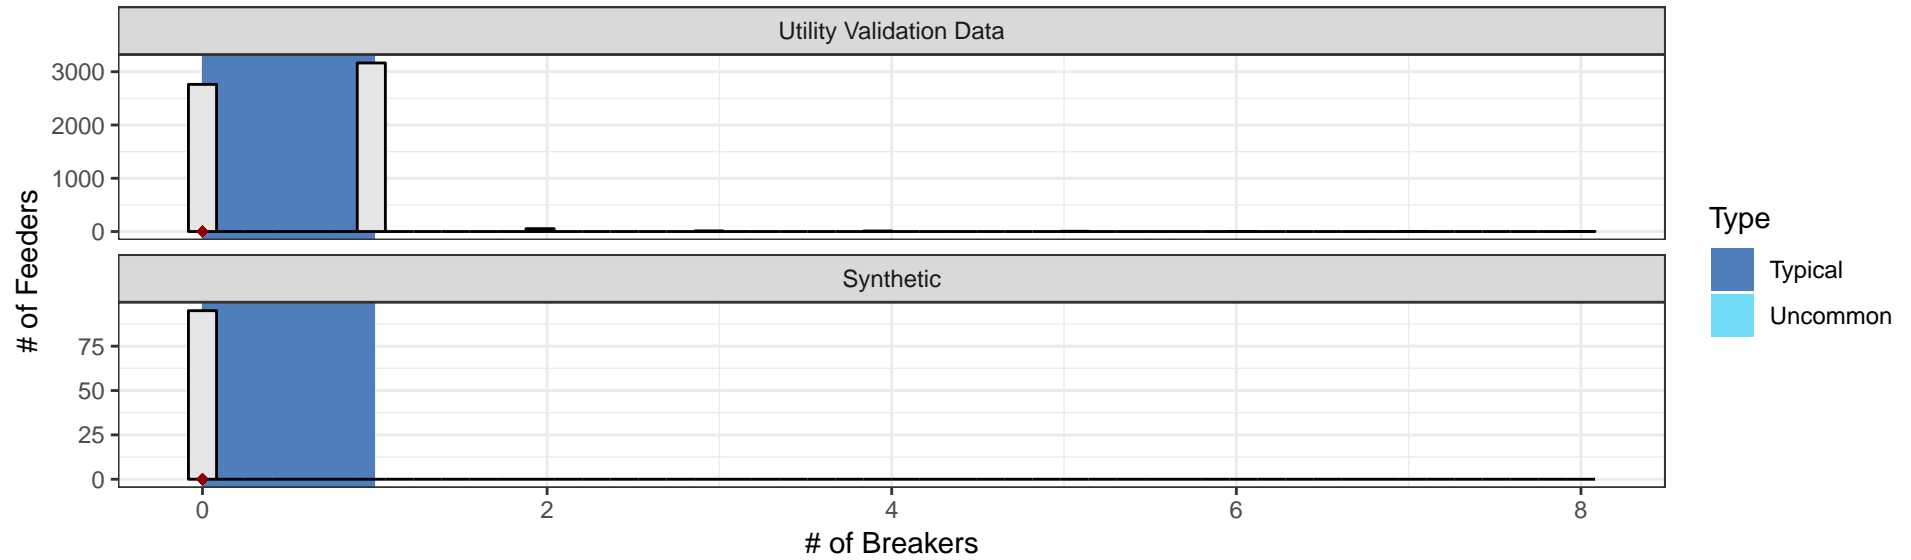 Utility Validation Data
3000
2000
1000
0
Synthetic
75
50
25
0
0 2 4 6 8
# of Breakers
# of Feeders
Type
Typical
Uncommon